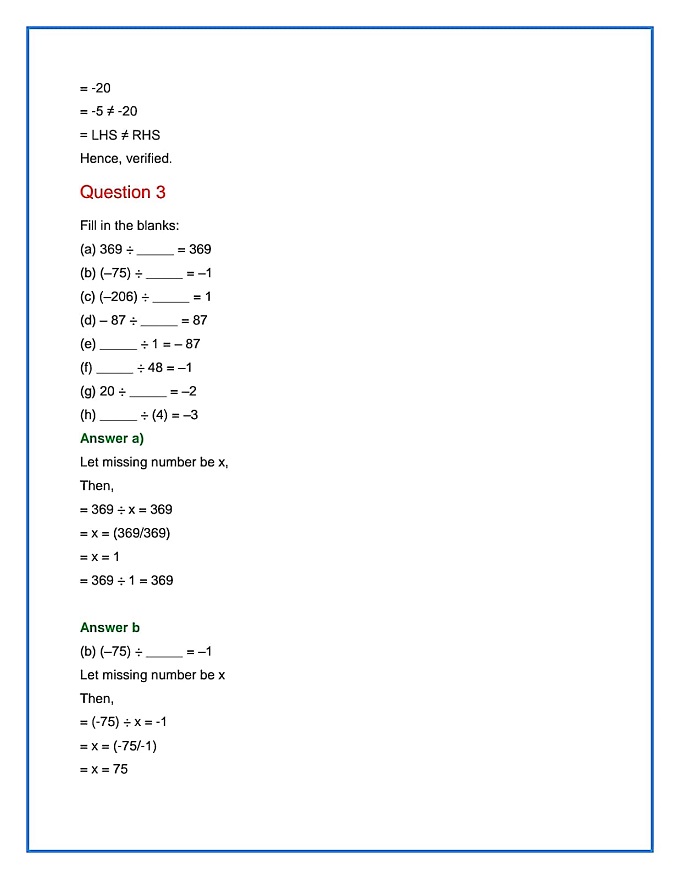 = -20
= -5 ≠ -20
= LHS ≠ RHS
Hence, verified.
Question 3
Fill in the blanks:
(a) 369 ÷ _____ = 369
(b) (–75) ÷ _____ = –1
(c) (–206) ÷ _____ = 1
(d) – 87 ÷ _____ = 87
(e) _____ ÷ 1 = – 87
(f) _____ ÷ 48 = –1
(g) 20 ÷ _____ = –2
(h) _____ ÷ (4) = –3
Answer a)
Let missing number be x,
Then,
= 369 ÷ x = 369
= x = (369/369)
= x = 1
= 369 ÷ 1 = 369
Answer b
(b) (–75) ÷ _____ = –1
Let missing number be x
Then,
= (-75) ÷ x = -1
= x = (-75/-1)
= x = 75